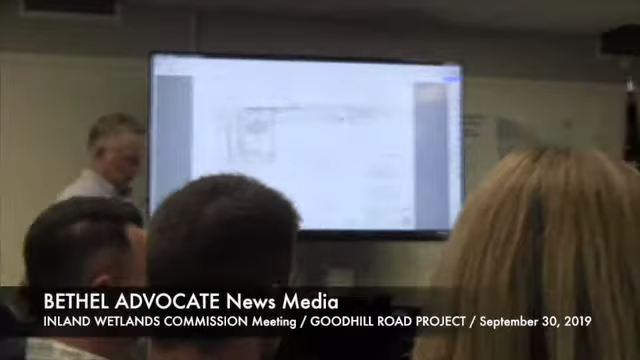 BETHEL ADVOCATE News Media
INLAND WETLANDS COMMISSION Meeting / GOODHILL ROAD PROJECT / September 30, 2019